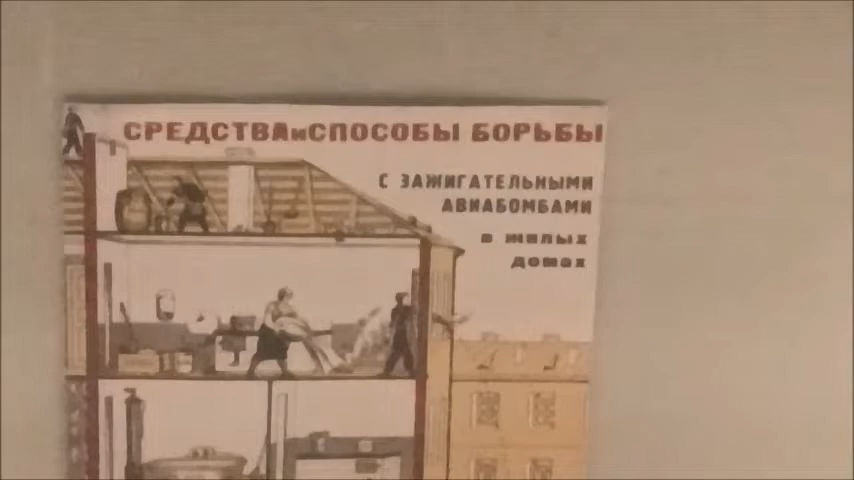 СРЕДСТВА и СПОСОБЫ БОРЬБЫ
С ЗАЖИГАТЕЛЬНЫМИ
АВИАБОМБАМИ
в жилых
домах